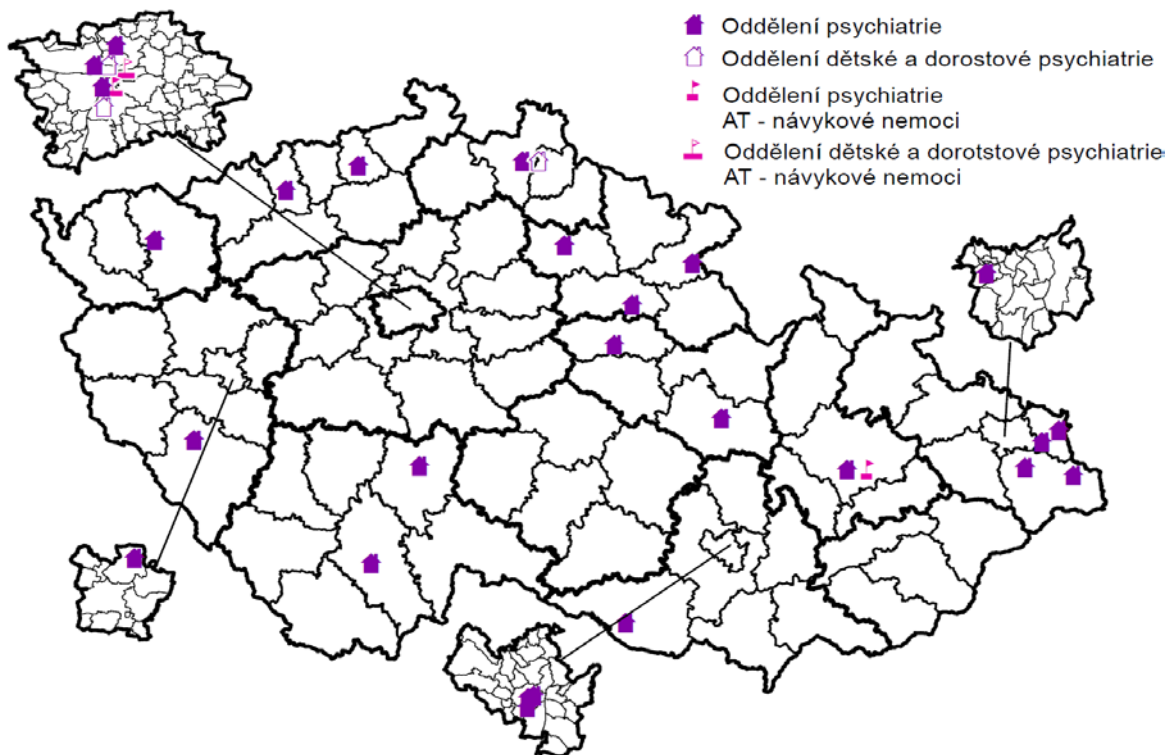 Oddělení psychiatrie
Oddělení dětské a dorostové psychiatrie
Oddělení psychiatrie
AT - návykové nemoci
Oddělení dětské a dorotstové psychiatrie
AT - návykové nemoci